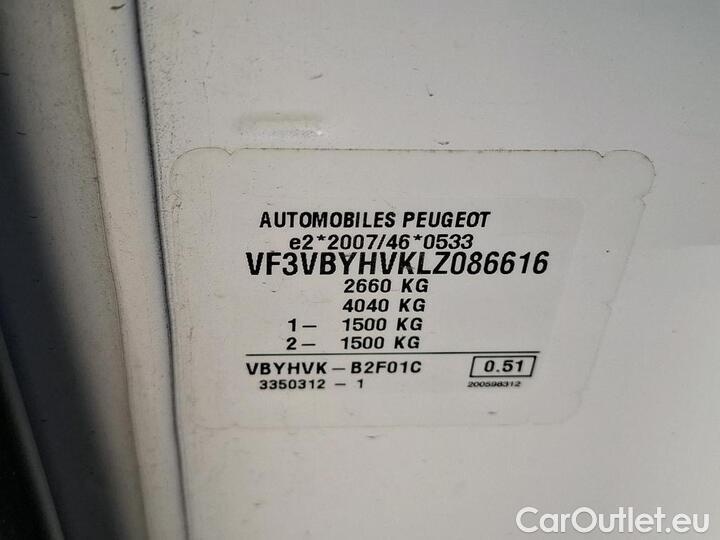 AUTOMOBILES PEUGEOT
e2*2007/46*0533
VF3VBYHVKLZ086616
2660 KG
4040 KG
1- 1500 KG
2- 1500 KG
VBYHVK-B2F01C 0.51
3350312 - 1 200598312
CarOutlet.eu